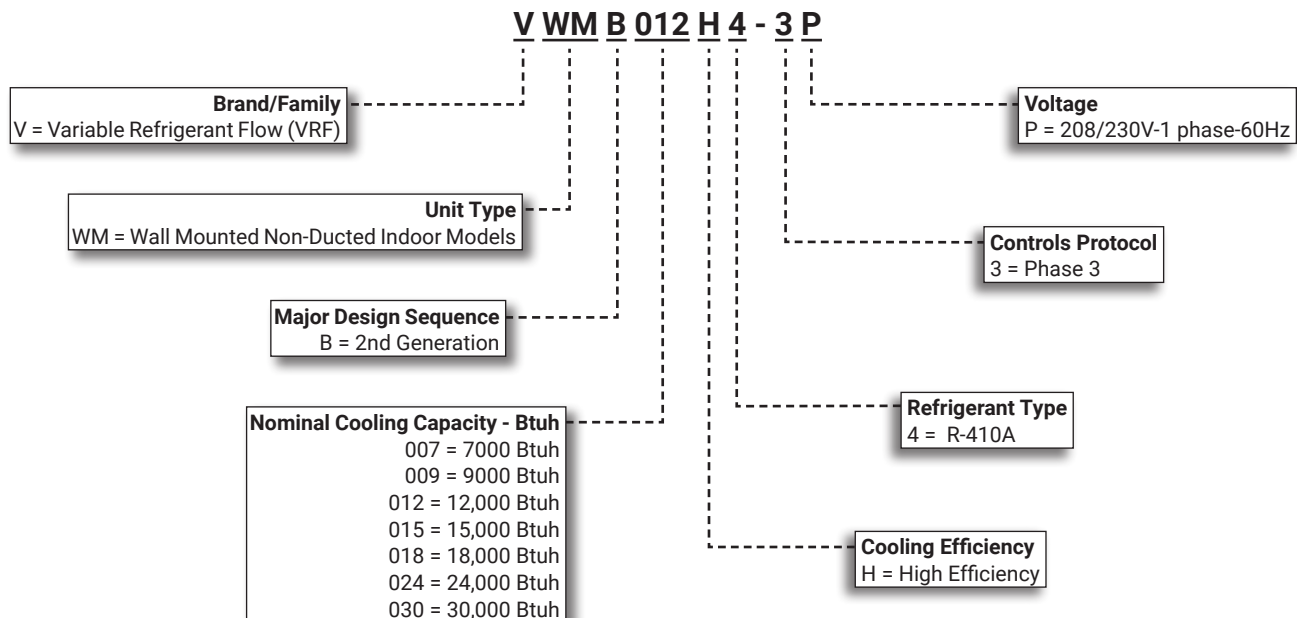 V WM B 012 H 4 - 3 P
Brand/Family
V = Variable Refrigerant Flow (VRF)
Unit Type
WM = Wall Mounted Non-Ducted Indoor Models
Major Design Sequence
B = 2nd Generation
Nominal Cooling Capacity - Btuh
007 = 7000 Btuh
009 = 9000 Btuh
012 = 12,000 Btuh
015 = 15,000 Btuh
018 = 18,000 Btuh
024 = 24,000 Btuh
030 = 30,000 Btuh
Voltage
P = 208/230V-1 phase-60Hz
Controls Protocol
3 = Phase 3
Refrigerant Type
4 = R-410A
Cooling Efficiency
H = High Efficiency